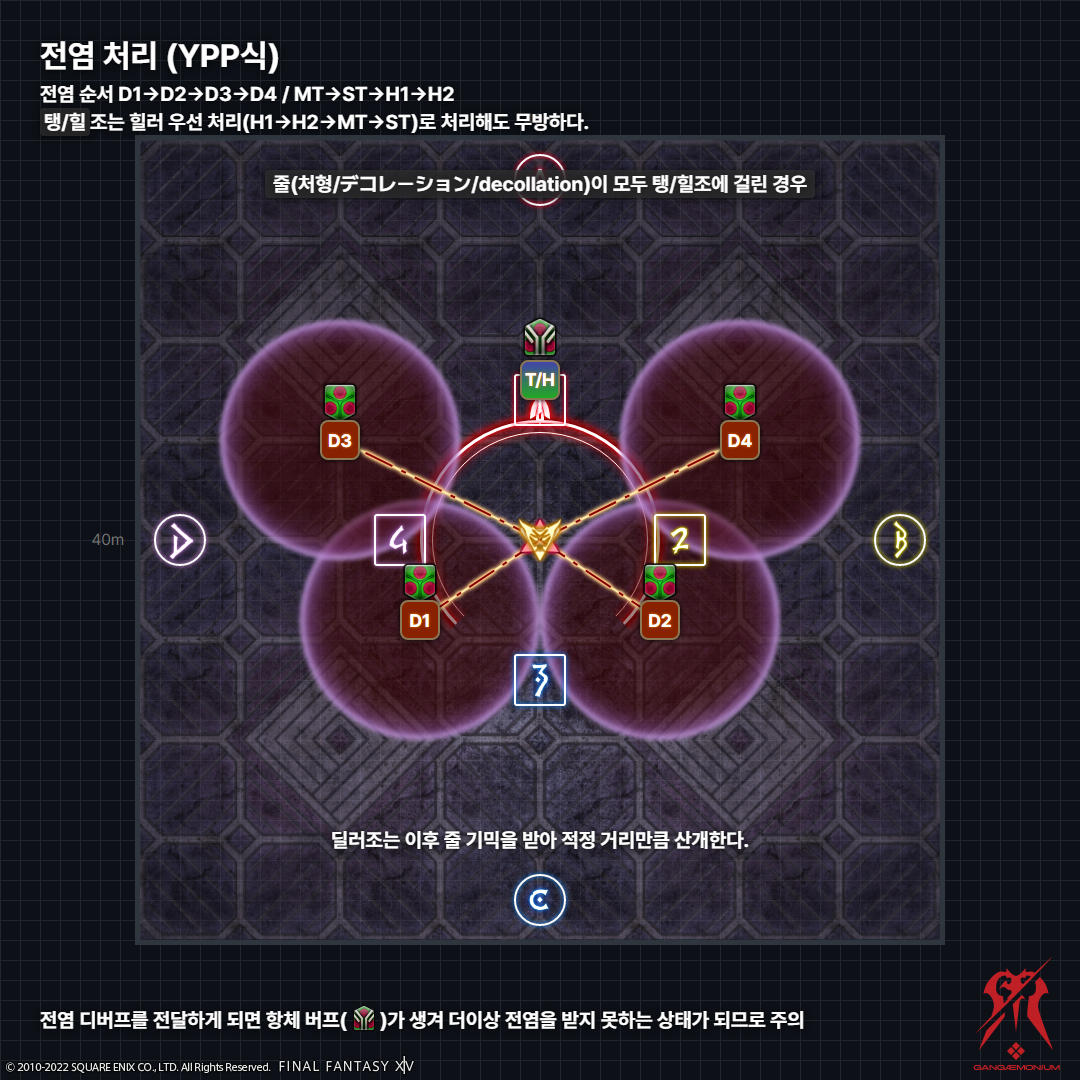 전염 처리 (YPP식)
전염 순서 D1→D2→D3→D4 / MT→ST→H1→H2
탱/힐 조는 힐러 우선 처리(H1→H2→MT→ST)로 처리해도 무방하다.
줄(처형/デコレーション/decollation)이 모두 탱/힐조에 걸린 경우
T/H
D3
D4
40m
D
4
2
B
D1
D2
3
딜러조는 이후 줄 기믹을 받아 적정 거리만큼 산개한다.
C
전염 디버프를 전달하게 되면 항체 버프( )가 생겨 더이상 전염을 받지 못하는 상태가 되므로 주의
© 2010-2022 SQUARE ENIX CO., LTD. All Rights Reserved. FINAL FANTASY XIV
GANGÆMONIUM